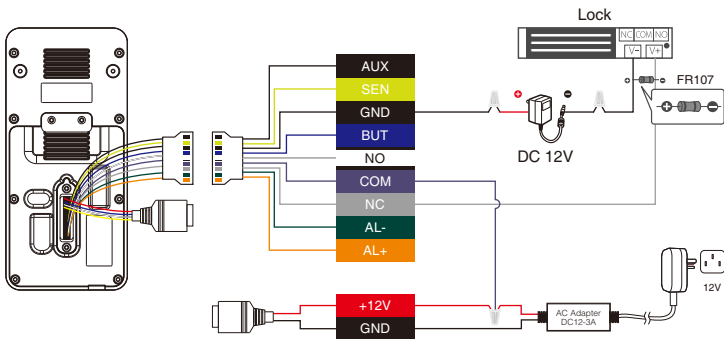 Lock
NC COM NO
V- V+
FR107
AUX
SEN
GND
BUT
NO
COM
NC
AL-
AL+
DC 12V
+12V
GND
AC Adapter
DC12-3A
12V